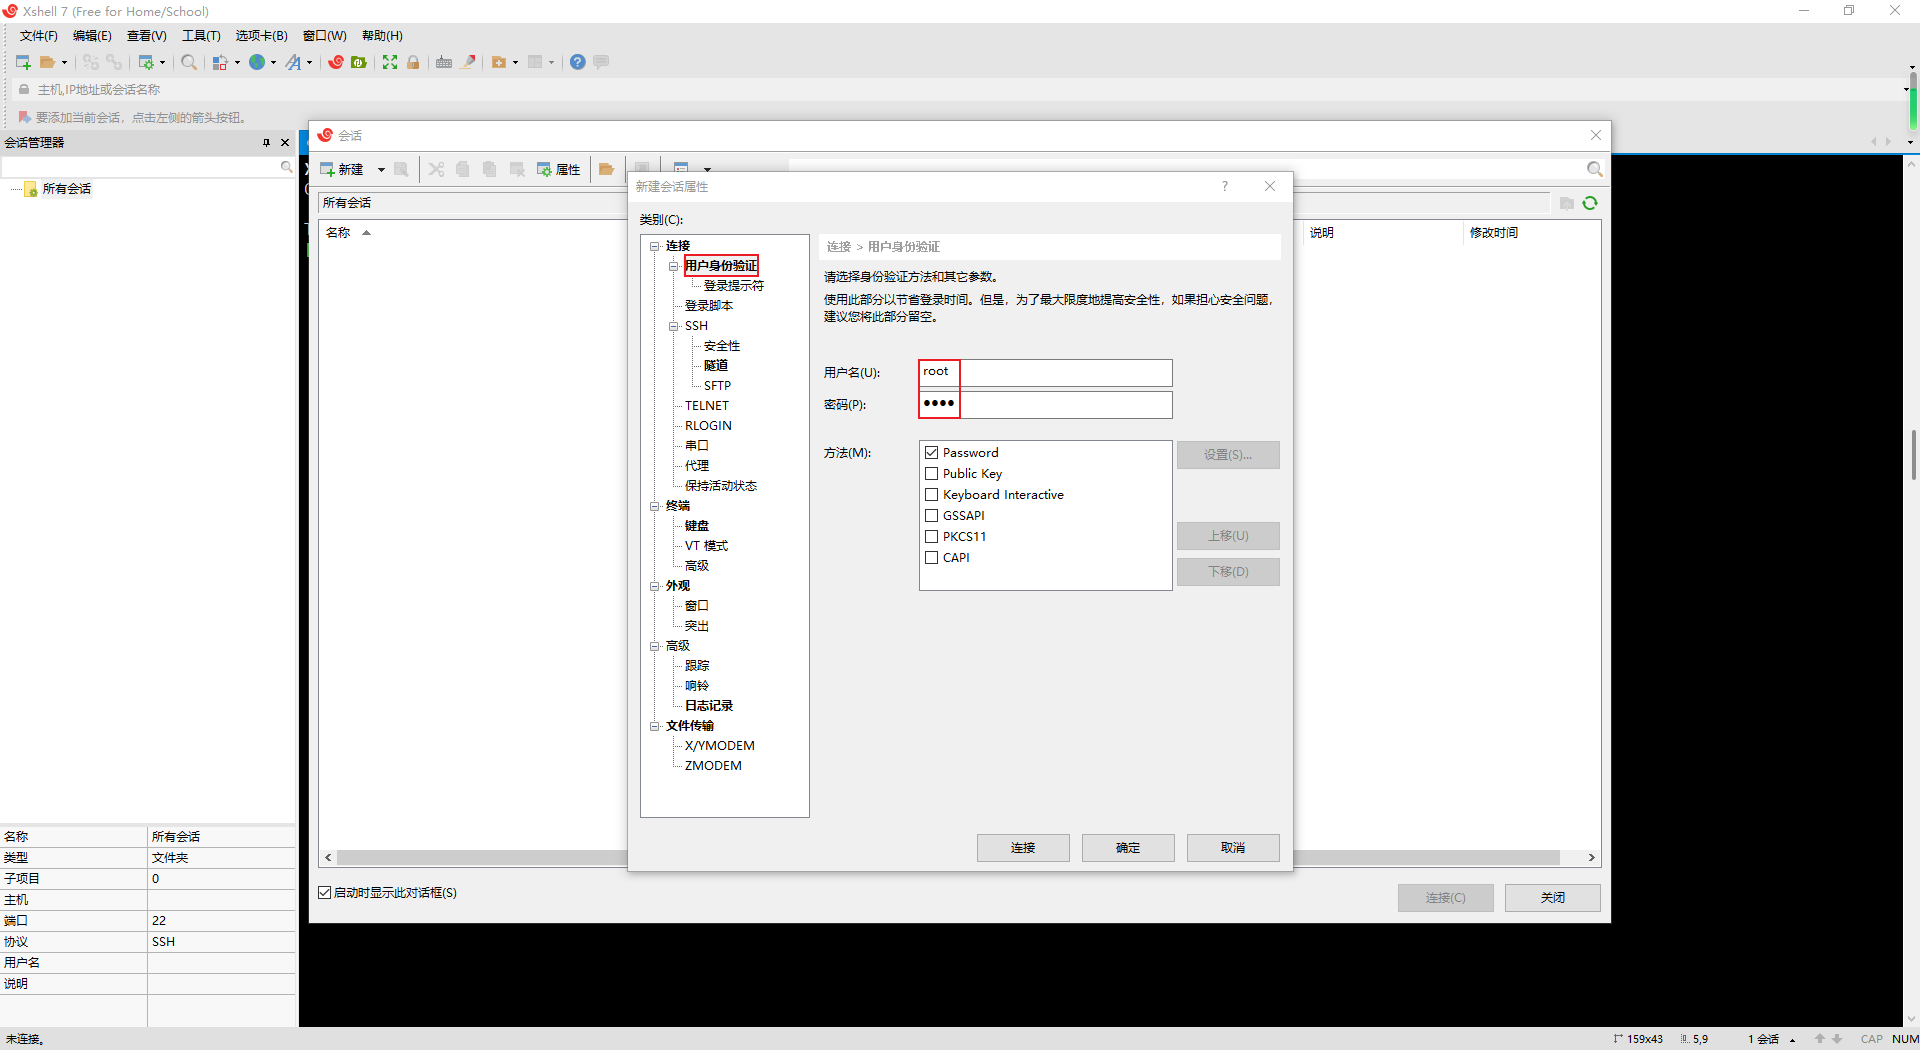 Xshell 7 (Free for Home/School)
文件(F) 编辑(E) 查看(V) 工具(T) 选项卡(B) 窗口(W) 帮助(H)
主机,IP地址或会话名称
要添加当前会话，点击左侧的箭头按钮。
会话管理器
所有会话
名称 所有会话
类型 文件夹
子项目 0
主机
端口 22
协议 SSH
用户名
说明
会话
新建 属性
所有会话
名称 说明 修改时间
启动时显示此对话框(S)
连接(C) 关闭
新建会话属性
类别(C):
连接
用户身份验证
登录提示符
登录脚本
SSH
安全性
隧道
SFTP
TELNET
RLOGIN
串口
代理
保持活动状态
终端
键盘
VT 模式
高级
外观
窗口
突出
高级
跟踪
响铃
日志记录
文件传输
X/YMODEM
ZMODEM
连接 > 用户身份验证
请选择身份验证方法和其它参数。
使用此部分以节省登录时间。但是，为了最大限度地提高安全性，如果担心安全问题，
建议您将此部分留空。
用户名(U): root
密码(P): ●●●●
方法(M):
Password
Public Key
Keyboard Interactive
GSSAPI
PKCS11
CAPI
设置(S)...
上移(U)
下移(D)
连接 确定 取消
未连接。
159x43 5,9 1 会话 CAP NUM